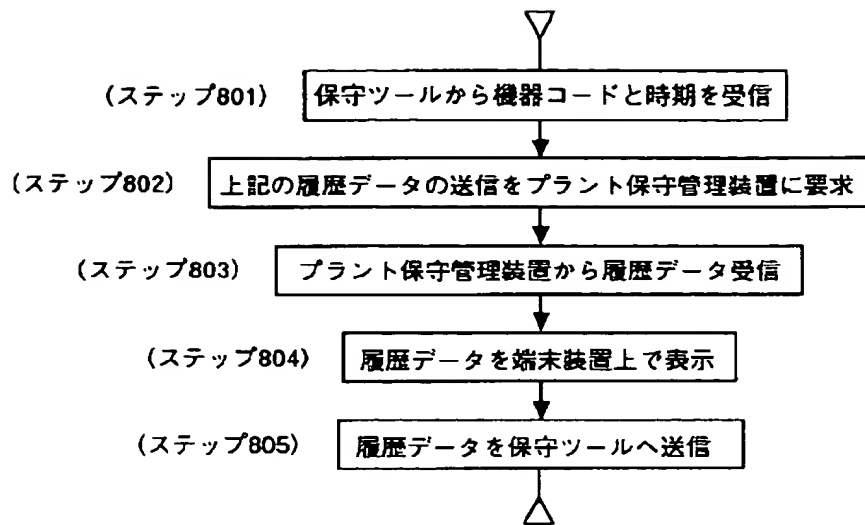 (ステップ801) 保守ツールから機器コードと時期を受信
(ステップ802) 上記の履歴データの送信をプラント保守管理装置に要求
(ステップ803) プラント保守管理装置から履歴データ受信
(ステップ804) 履歴データを端末装置上で表示
(ステップ805) 履歴データを保守ツールへ送信